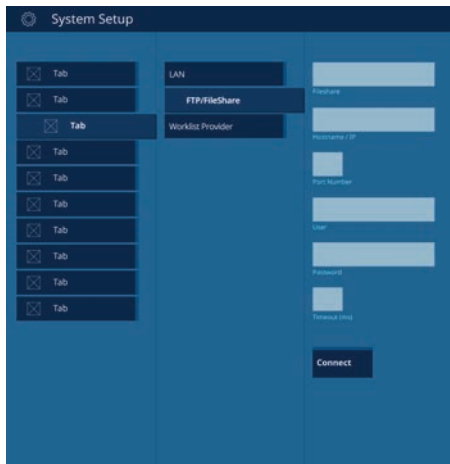 System Setup
Tab
Tab
Tab
Tab
Tab
Tab
Tab
Tab
Tab
Tab
LAN
FTP/FileShare
Worklist Provider
Fileshare
Hostname / IP
Port Number
User
Password
Timeout (ms)
Connect